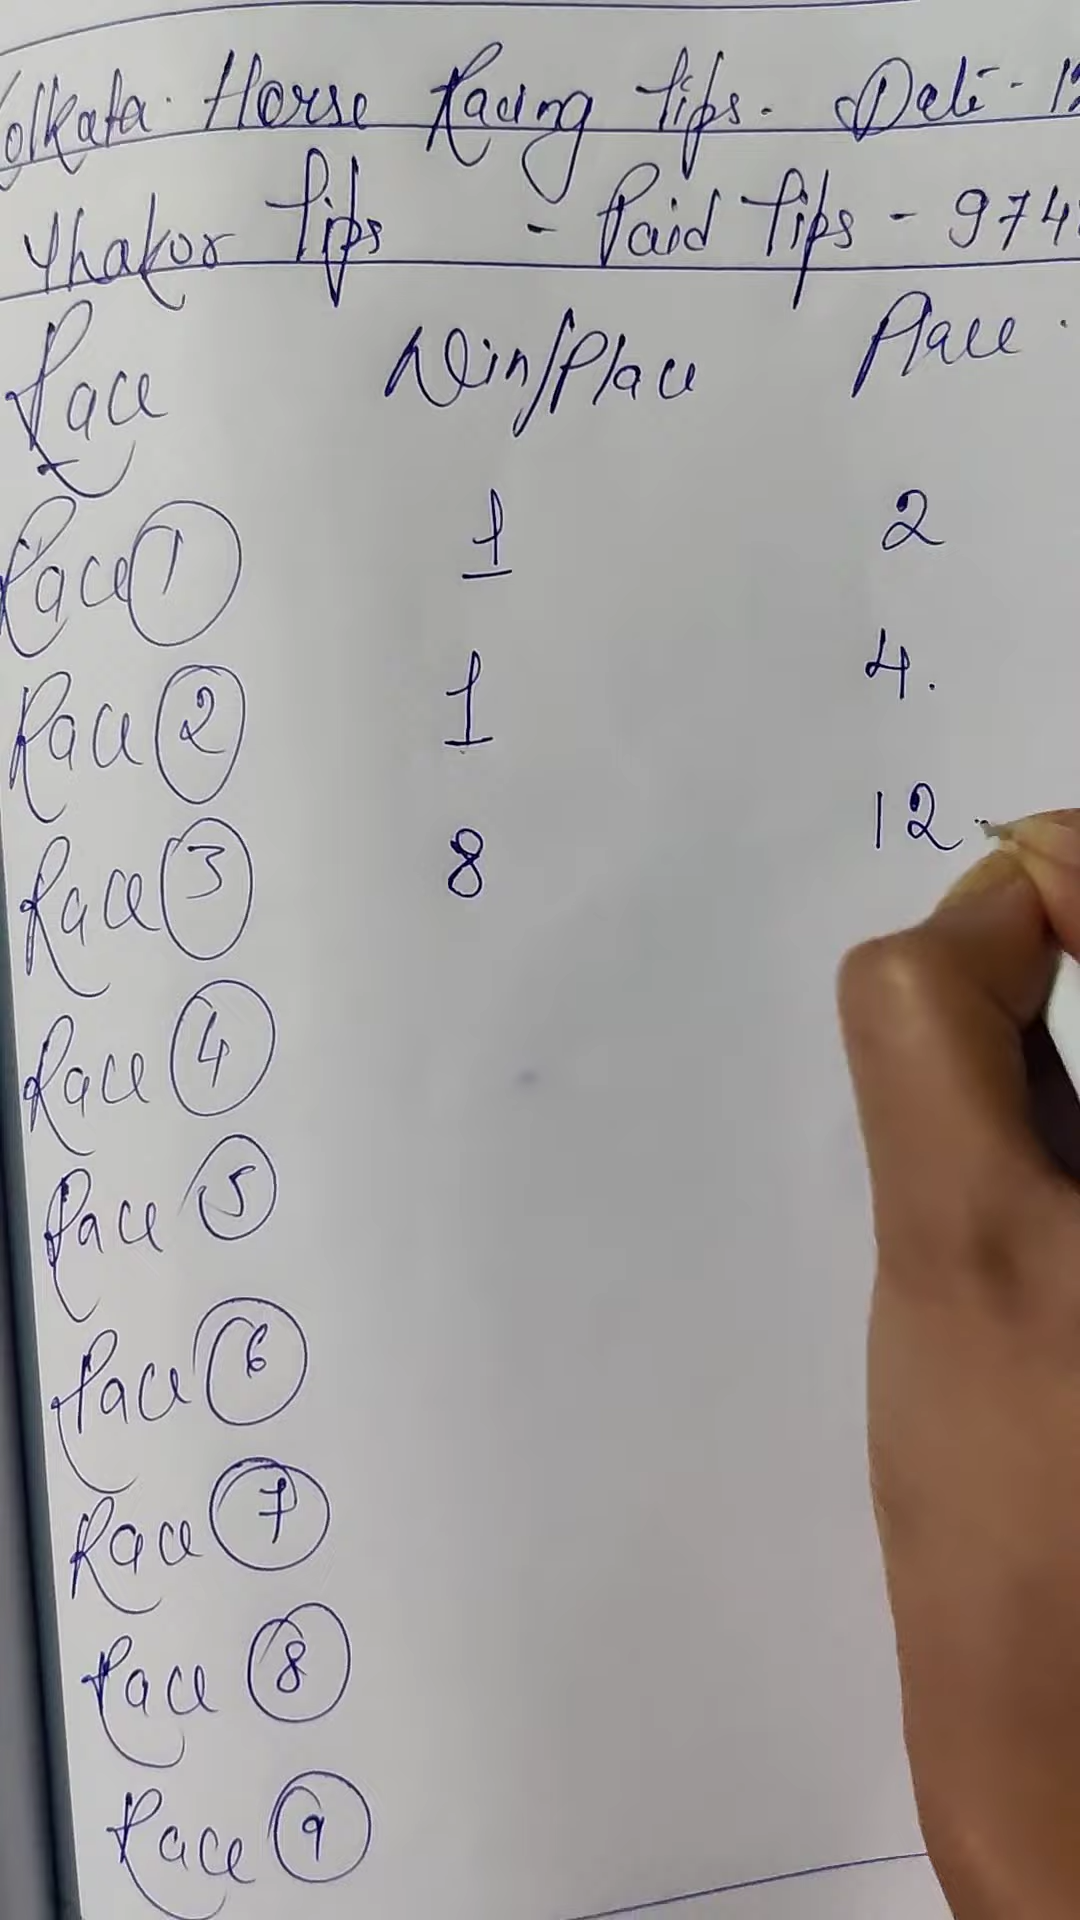 Kolkata. Horse Racing Tips. Date - 12
Thakor Tips - Paid Tips - 974
Race Win/Place Place.
Race 1 1 2
Race 2 1 4.
Race 3 8 12
Race 4
Race 5
Race 6
Race 7
Race 8
Race 9